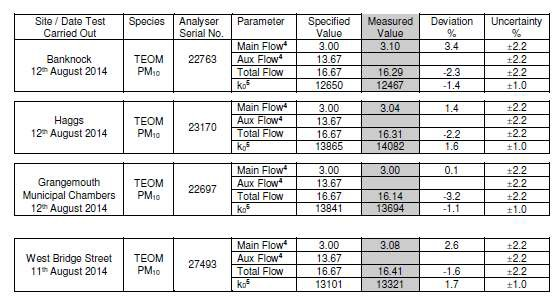 Site / Date Test Carried Out Species Analyser Serial No. Parameter Specified Value Measured Value Deviation % Uncertainty %
Banknock 12th August 2014 TEOM PM10 22763
Main Flow4 3.00 3.10 3.4 ±2.2
Aux Flow4 13.67 ±2.2
Total Flow 16.67 16.29 -2.3 ±2.2
k05 12650 12467 -1.4 ±1.0
Haggs 12th August 2014 TEOM PM10 23170
Main Flow4 3.00 3.04 1.4 ±2.2
Aux Flow4 13.67 ±2.2
Total Flow 16.67 16.31 -2.2 ±2.2
k05 13865 14082 1.6 ±1.0
Grangemouth Municipal Chambers 12th August 2014 TEOM PM10 22697
Main Flow4 3.00 3.00 0.1 ±2.2
Aux Flow4 13.67 ±2.2
Total Flow 16.67 16.14 -3.2 ±2.2
k05 13841 13694 -1.1 ±1.0
West Bridge Street 11th August 2014 TEOM PM10 27493
Main Flow4 3.00 3.08 2.6 ±2.2
Aux Flow4 13.67 ±2.2
Total Flow 16.67 16.41 -1.6 ±2.2
k05 13101 13321 1.7 ±1.0